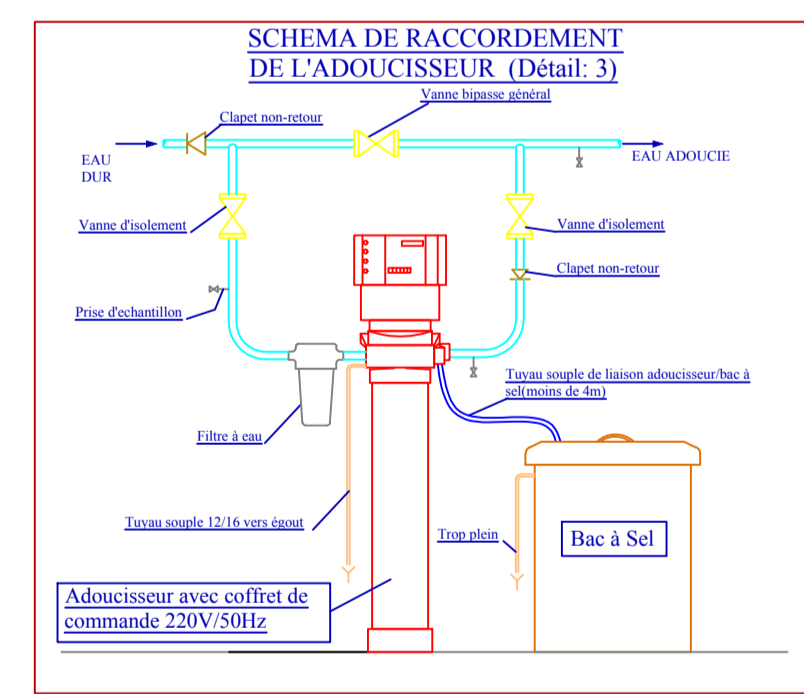 SCHEMA DE RACCORDEMENT
DE L'ADOUCISSEUR (Détail: 3)
Vanne bipasse général
Clapet non-retour
EAU
DUR
EAU ADOUCIE
Vanne d'isolement
Vanne d'isolement
Clapet non-retour
Prise d'echantillon
Tuyau souple de liaison adoucisseur/bac à
sel(moins de 4m)
Filtre à eau
Tuyau souple 12/16 vers égout
Trop plein
Bac à Sel
Adoucisseur avec coffret de
commande 220V/50Hz